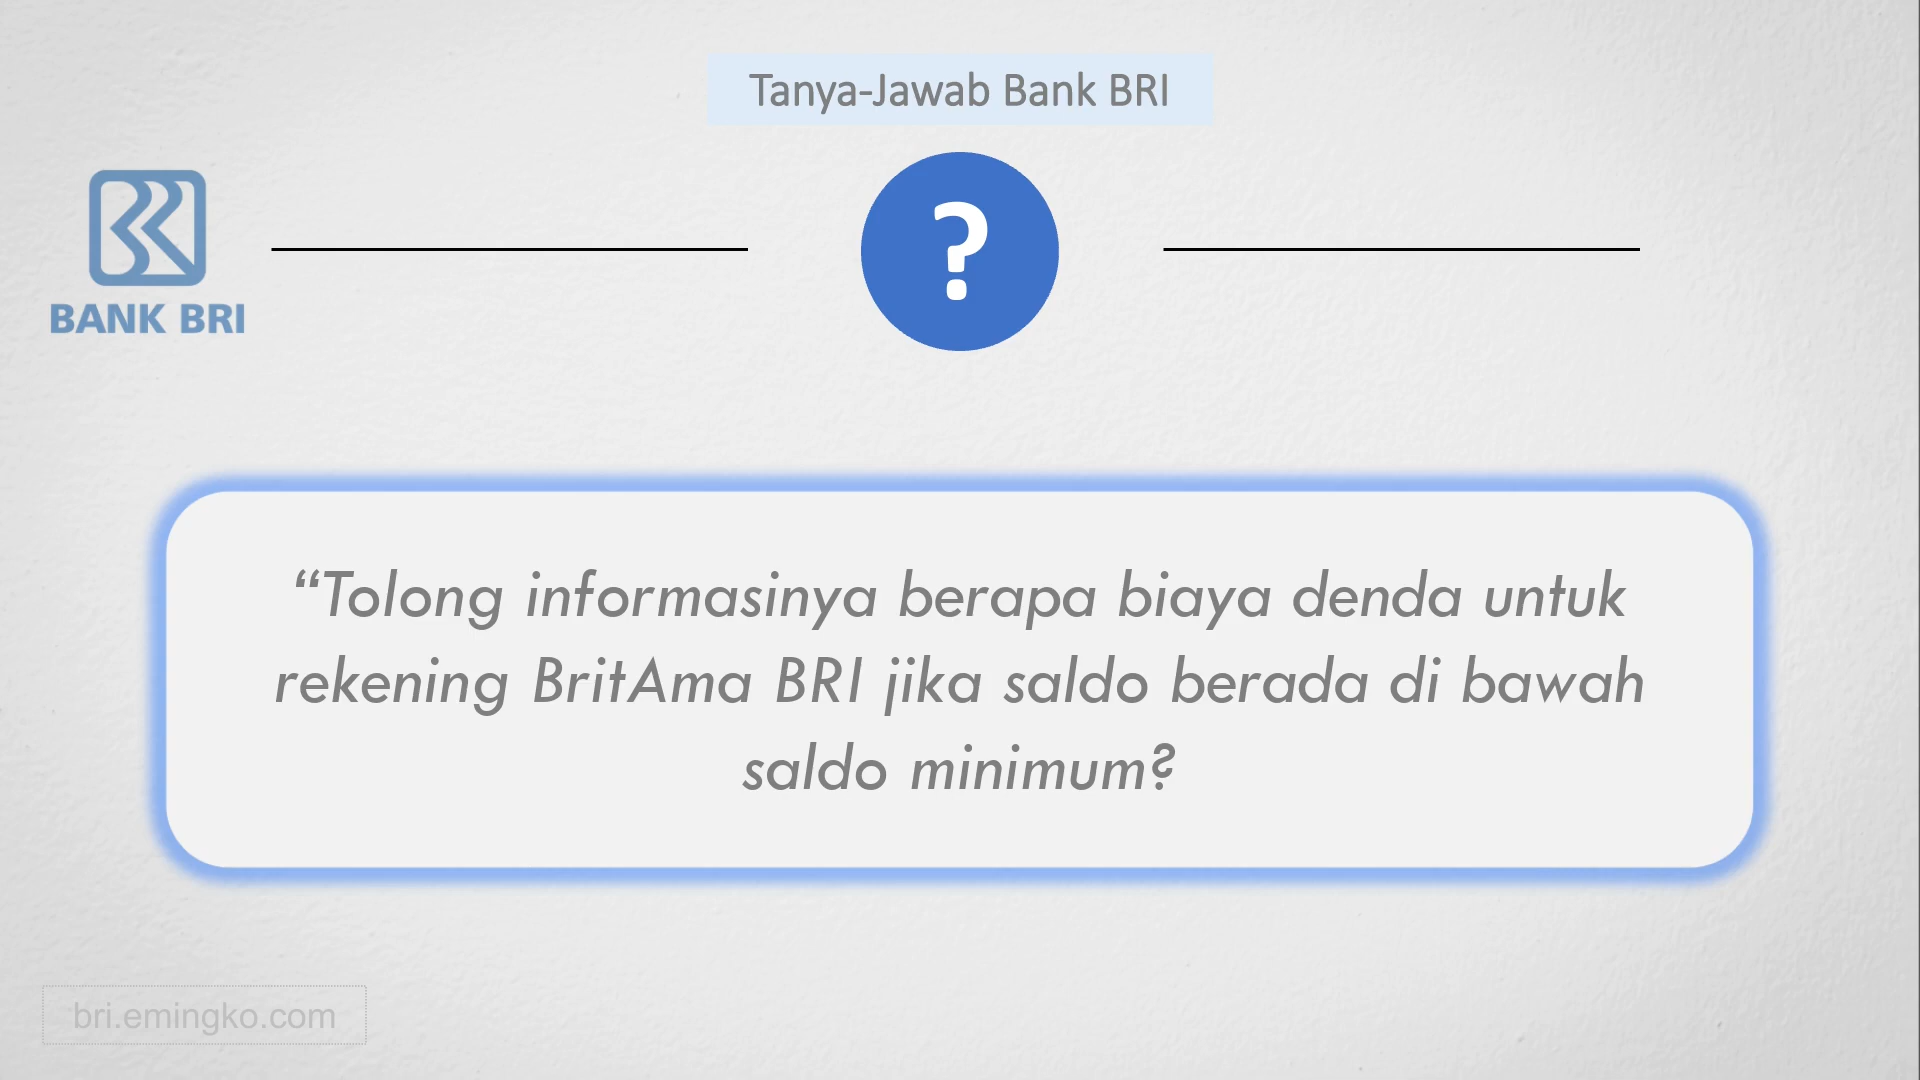 Tanya-Jawab Bank BRI
?
BANK BRI
“Tolong informasinya berapa biaya denda untuk
rekening BritAma BRI jika saldo berada di bawah
saldo minimum?
bri.emingko.com